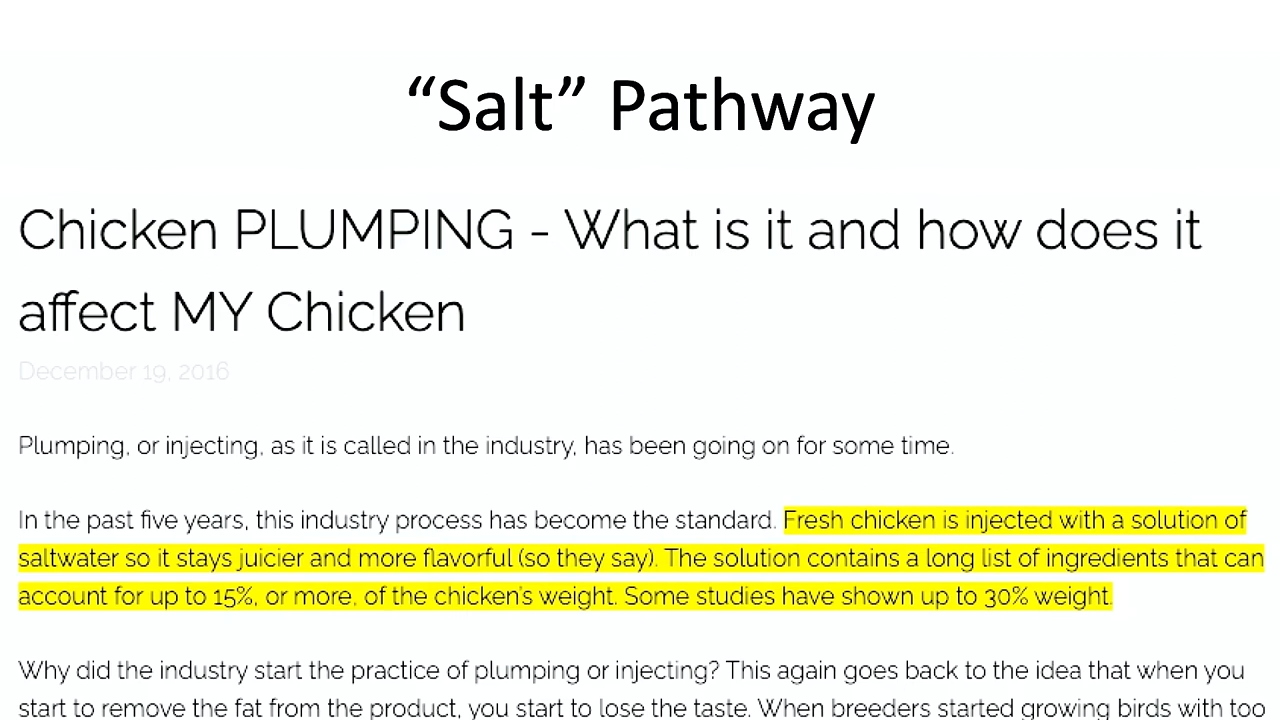 “Salt” Pathway
Chicken PLUMPING - What is it and how does it
affect MY Chicken
December 19, 2016
Plumping, or injecting, as it is called in the industry, has been going on for some time.
In the past five years, this industry process has become the standard. Fresh chicken is injected with a solution of
saltwater so it stays juicier and more flavorful (so they say). The solution contains a long list of ingredients that can
account for up to 15%, or more, of the chicken's weight. Some studies have shown up to 30% weight.
Why did the industry start the practice of plumping or injecting? This again goes back to the idea that when you
start to remove the fat from the product, you start to lose the taste. When breeders started growing birds with too